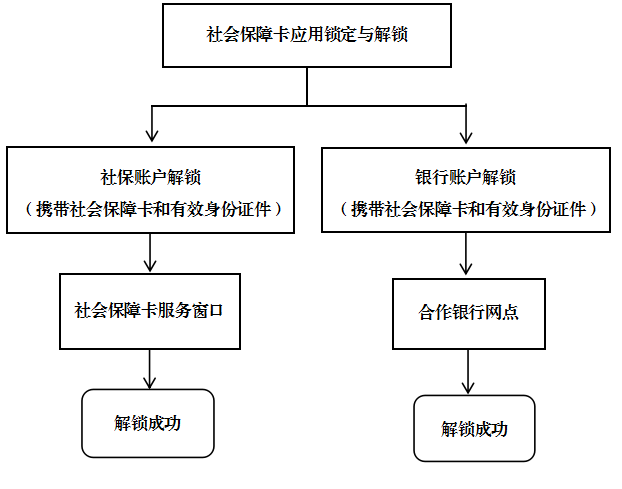 社会保障卡应用锁定与解锁
社保账户解锁
（携带社会保障卡和有效身份证件）
银行账户解锁
（携带社会保障卡和有效身份证件）
社会保障卡服务窗口
合作银行网点
解锁成功
解锁成功